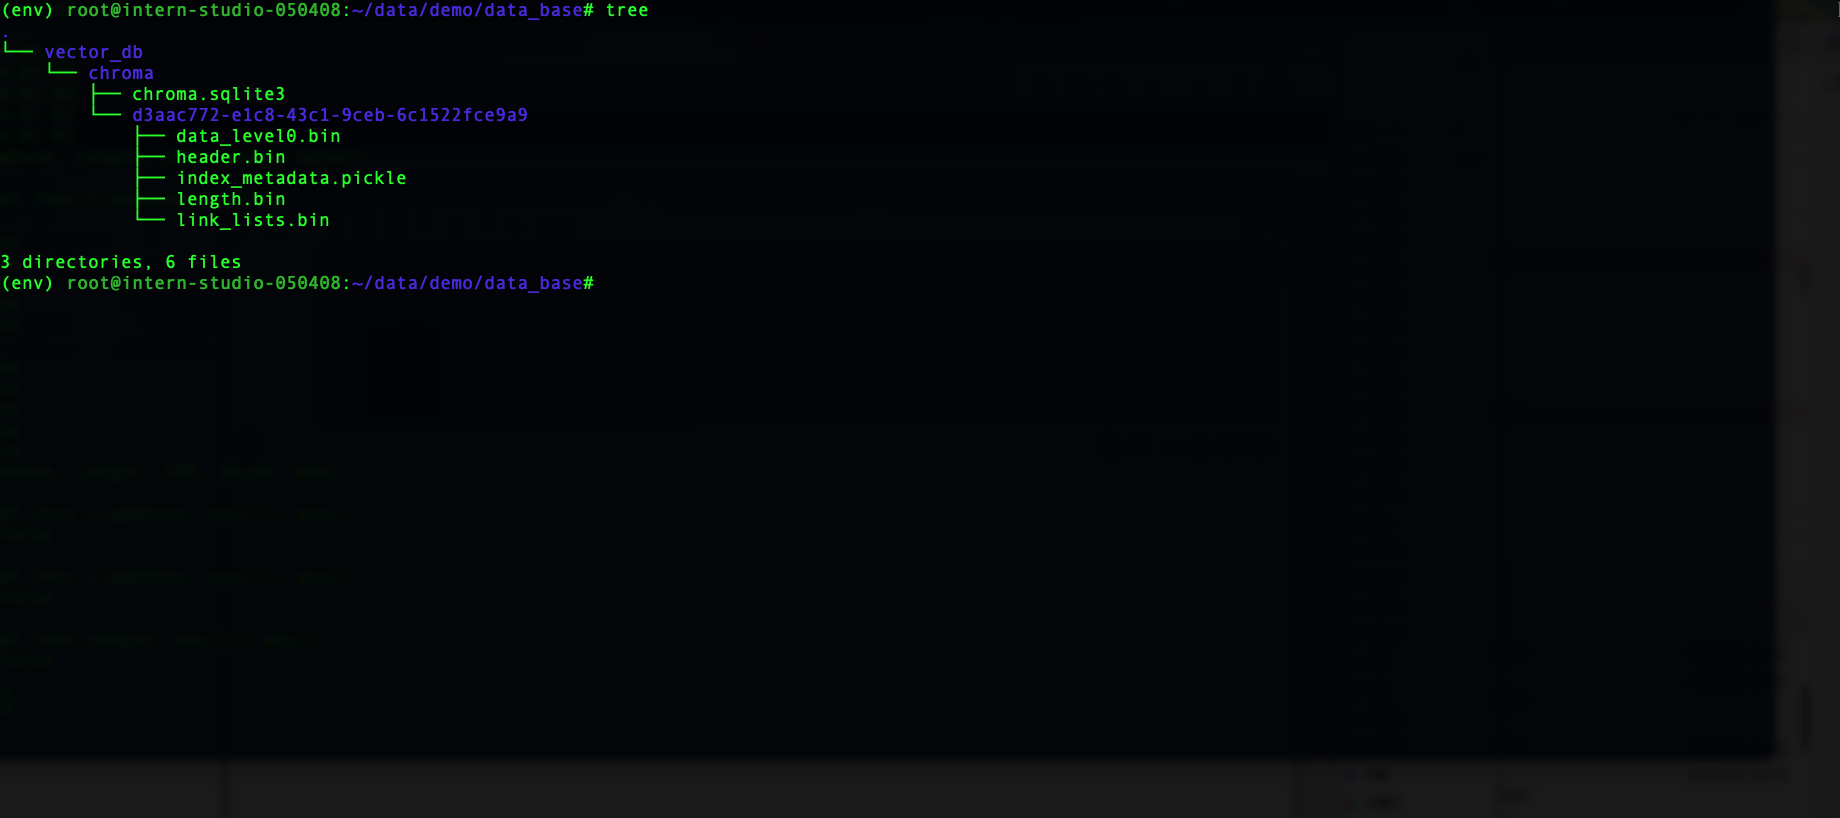 (env) root@intern-studio-050408:~/data/demo/data_base# tree
.
└── vector_db
    └── chroma
        ├── chroma.sqlite3
        └── d3aac772-e1c8-43c1-9ceb-6c1522fce9a9
            ├── data_level0.bin
            ├── header.bin
            ├── index_metadata.pickle
            ├── length.bin
            └── link_lists.bin

3 directories, 6 files
(env) root@intern-studio-050408:~/data/demo/data_base#